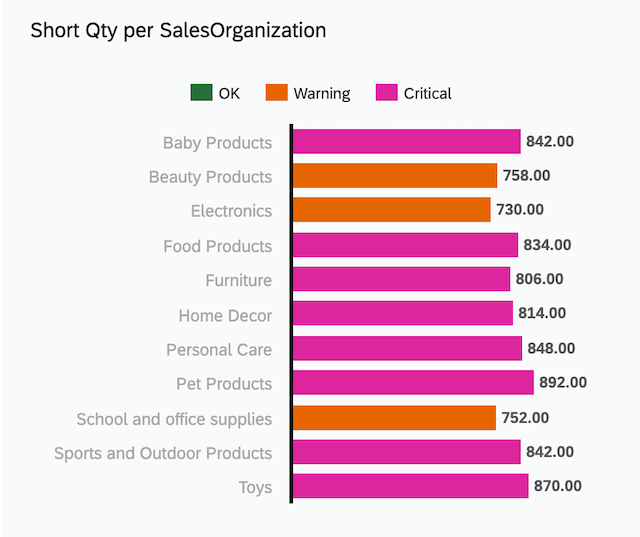 Short Qty per SalesOrganization
OK Warning Critical
Baby Products 842.00
Beauty Products 758.00
Electronics 730.00
Food Products 834.00
Furniture 806.00
Home Decor 814.00
Personal Care 848.00
Pet Products 892.00
School and office supplies 752.00
Sports and Outdoor Products 842.00
Toys 870.00